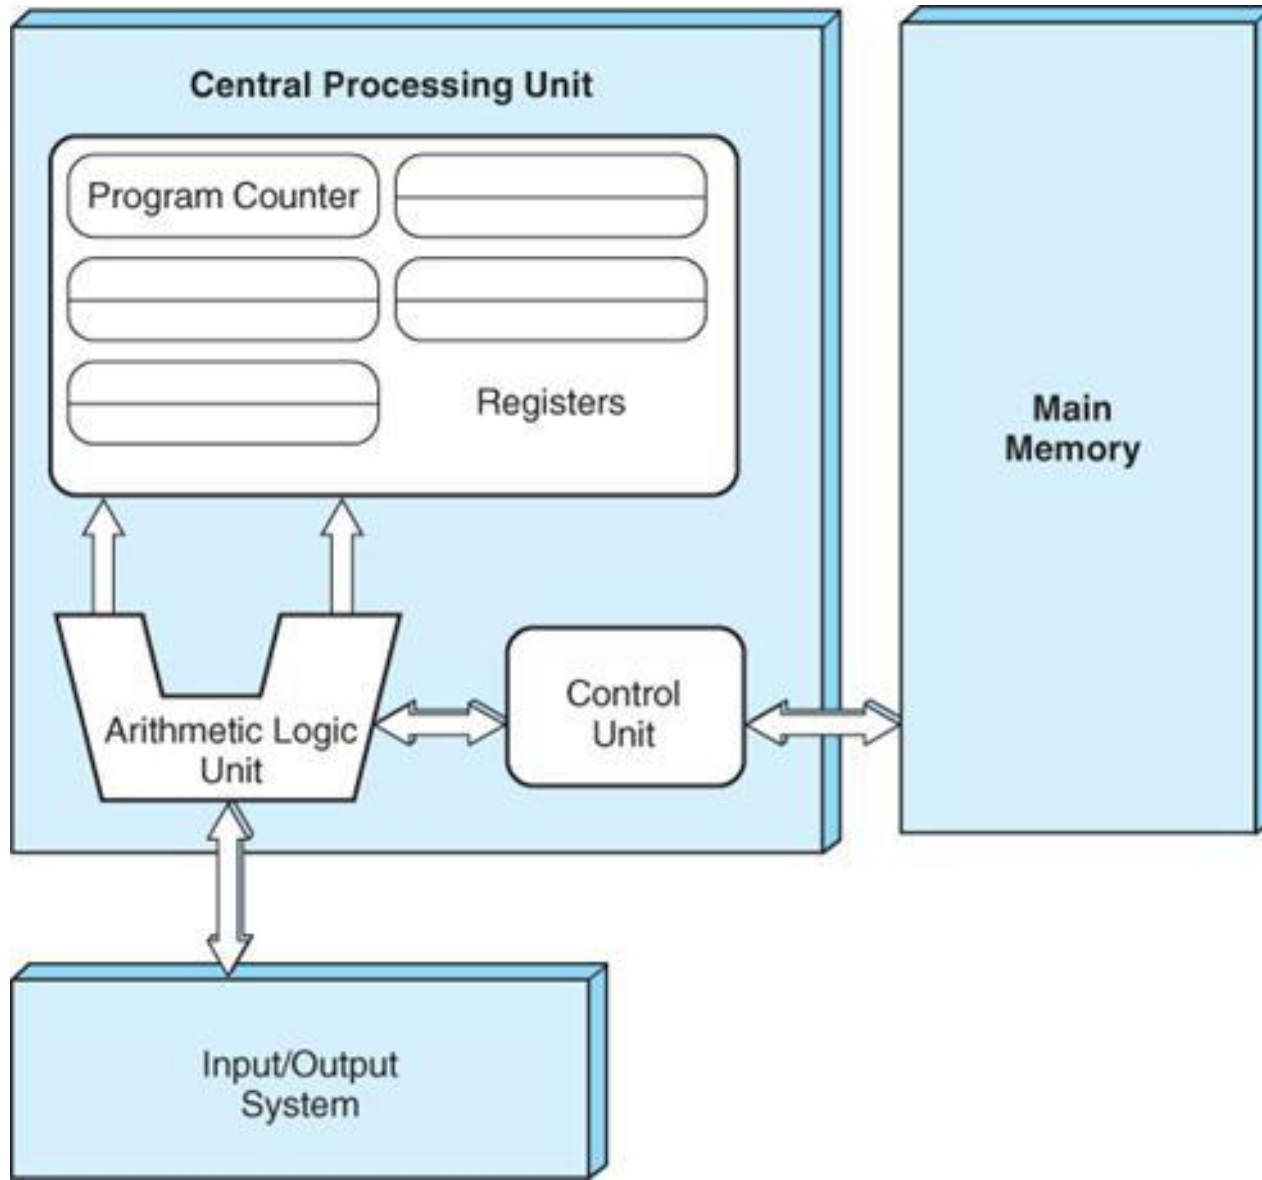 Central Processing Unit
Program Counter
Registers
Main
Memory
Arithmetic Logic
Unit
Control
Unit
Input/Output
System